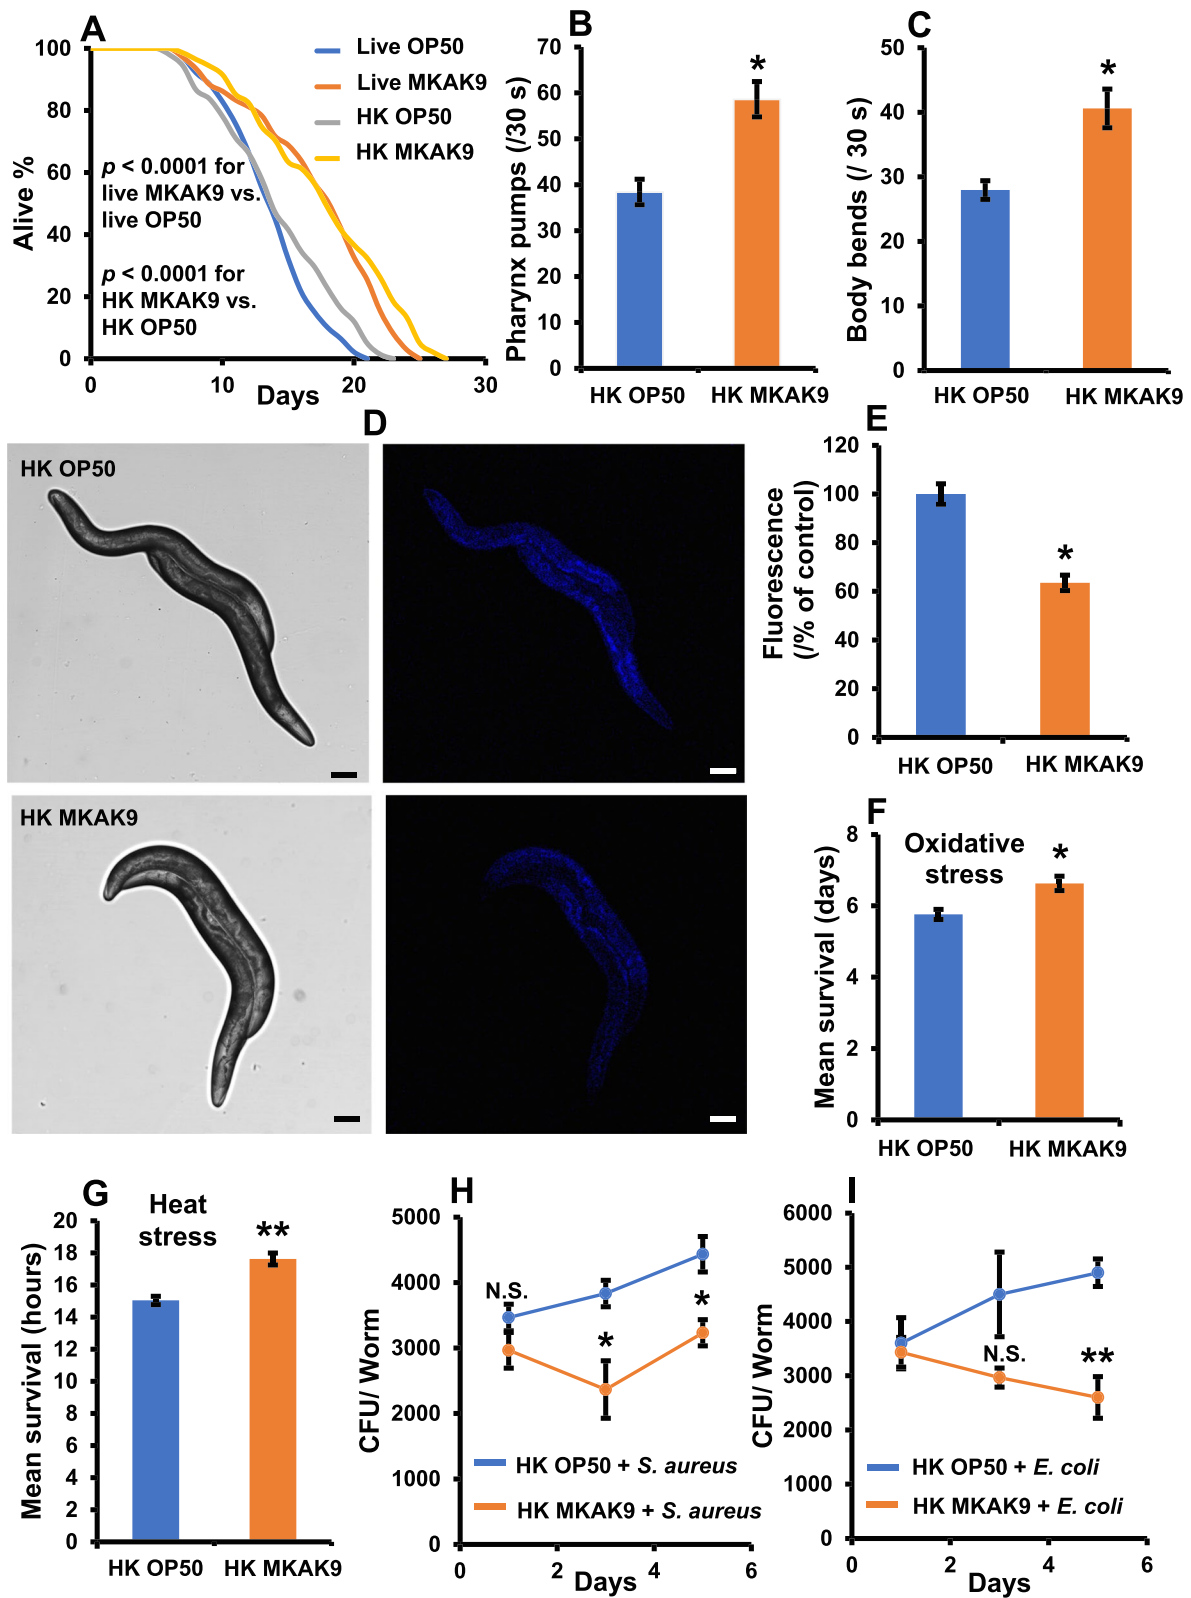 A
100
80
60
40
20
0
0
10
20
30
Alive %
Days
Live OP50
Live MKAK9
HK OP50
HK MKAK9
p < 0.0001 for
live MKAK9 vs.
live OP50
p < 0.0001 for
HK MKAK9 vs.
HK OP50
B
70
60
50
40
30
20
10
0
Pharynx pumps (/30 s)
*
HK OP50
HK MKAK9
C
50
40
30
20
10
0
Body bends (/ 30 s)
*
HK OP50
HK MKAK9
D
HK OP50
HK MKAK9
E
120
100
80
60
40
20
0
Fluorescence
(/% of control)
*
HK OP50
HK MKAK9
F
8
6
4
2
0
Mean survival (days)
Oxidative
stress
*
HK OP50
HK MKAK9
G
20
18
16
14
12
10
8
6
4
2
0
Mean survival (hours)
Heat
stress
**
HK OP50
HK MKAK9
H
5000
4000
3000
2000
1000
0
CFU/ Worm
N.S.
*
*
HK OP50 + S. aureus
HK MKAK9 + S. aureus
0
2
4
6
Days
I
6000
5000
4000
3000
2000
1000
0
CFU/ Worm
N.S.
**
HK OP50 + E. coli
HK MKAK9 + E. coli
0
2
4
6
Days